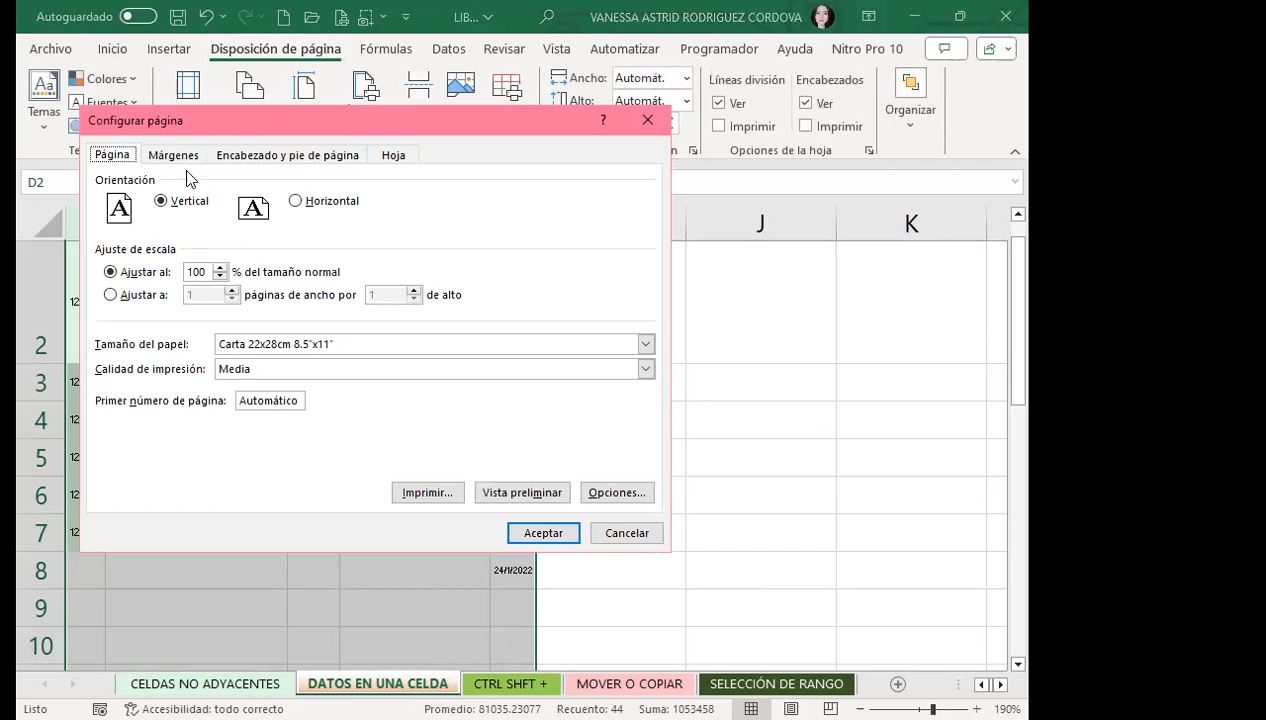 Autoguardado LIB... VANESSA ASTRID RODRIGUEZ CORDOVA
Archivo Inicio Insertar Disposición de página Fórmulas Datos Revisar Vista Automatizar Programador Ayuda Nitro Pro 10
Aa Colores Ancho: Automát. Líneas división Encabezados
Fuentes Alto: Automát. Ver Ver
Temas Organizar
Imprimir Imprimir
Opciones de la hoja
Configurar página ?
Página Márgenes Encabezado y pie de página Hoja
D2
Orientación
A Vertical A Horizontal
J K
Ajuste de escala
Ajustar al: 100 % del tamaño normal
Ajustar a: 1 páginas de ancho por 1 de alto
Tamaño del papel: Carta 22x28cm 8.5"x11"
Calidad de impresión: Media
Primer número de página: Automático
Imprimir... Vista preliminar Opciones...
Aceptar Cancelar
2 12
3 12
4 12
5 12
6 12
7 12
8 24/1/2022
9
10
CELDAS NO ADYACENTES DATOS EN UNA CELDA CTRL SHFT + MOVER O COPIAR SELECCIÓN DE RANGO
Listo Accesibilidad: todo correcto Promedio: 81035.23077 Recuento: 44 Suma: 1053458 190%